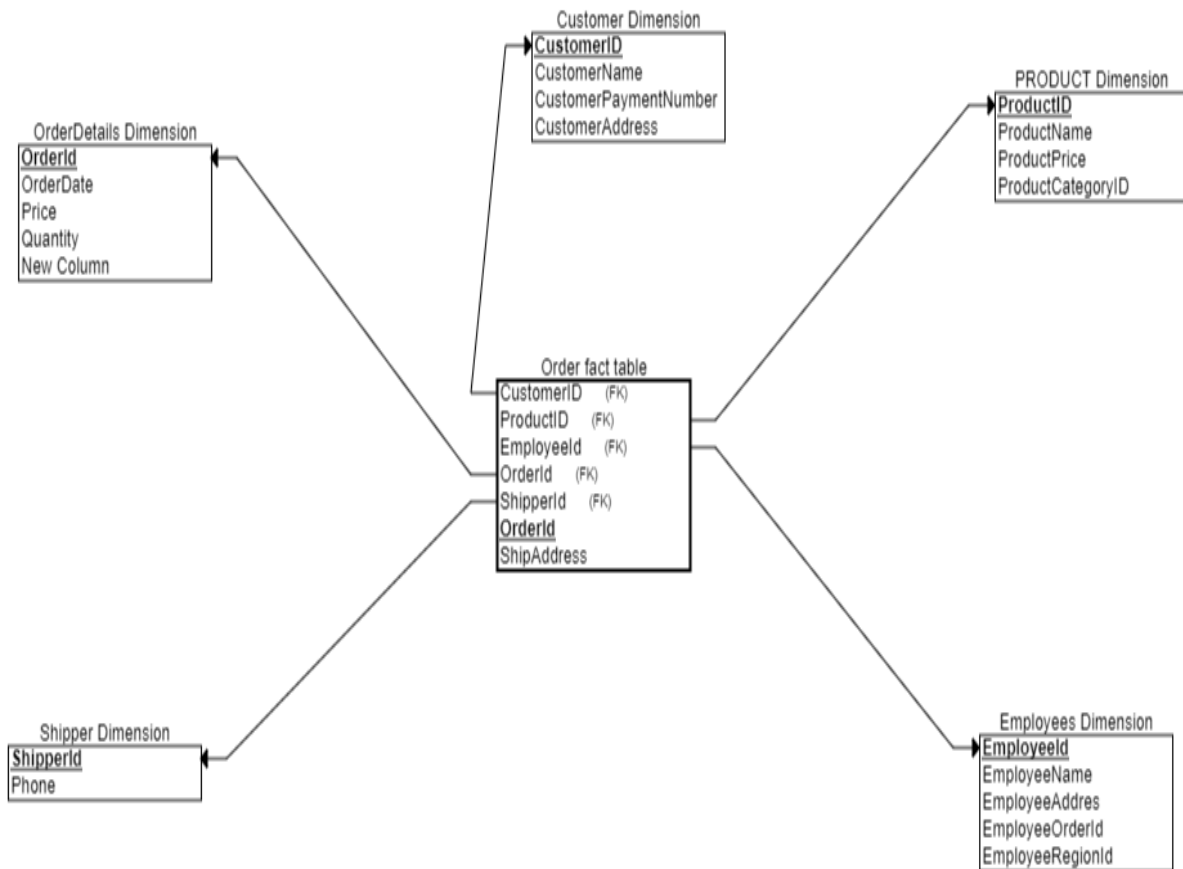 Customer Dimension
CustomerID
CustomerName
CustomerPaymentNumber
CustomerAddress
PRODUCT Dimension
ProductID
ProductName
ProductPrice
ProductCategoryID
OrderDetails Dimension
OrderId
OrderDate
Price
Quantity
New Column
Order fact table
CustomerID (FK)
ProductID (FK)
EmployeeId (FK)
OrderId (FK)
ShipperId (FK)
OrderId
ShipAddress
Shipper Dimension
ShipperId
Phone
Employees Dimension
EmployeeId
EmployeeName
EmployeeAddres
EmployeeOrderId
EmployeeRegionId